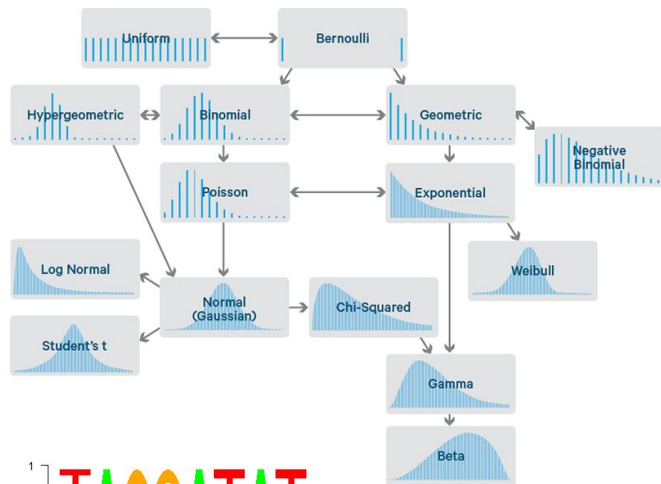 Uniform
Bernoulli
Hypergeometric
Binomial
Geometric
Negative
Binomial
Poisson
Exponential
Log Normal
Weibull
Normal
(Gaussian)
Chi-Squared
Student's t
Gamma
Beta
1